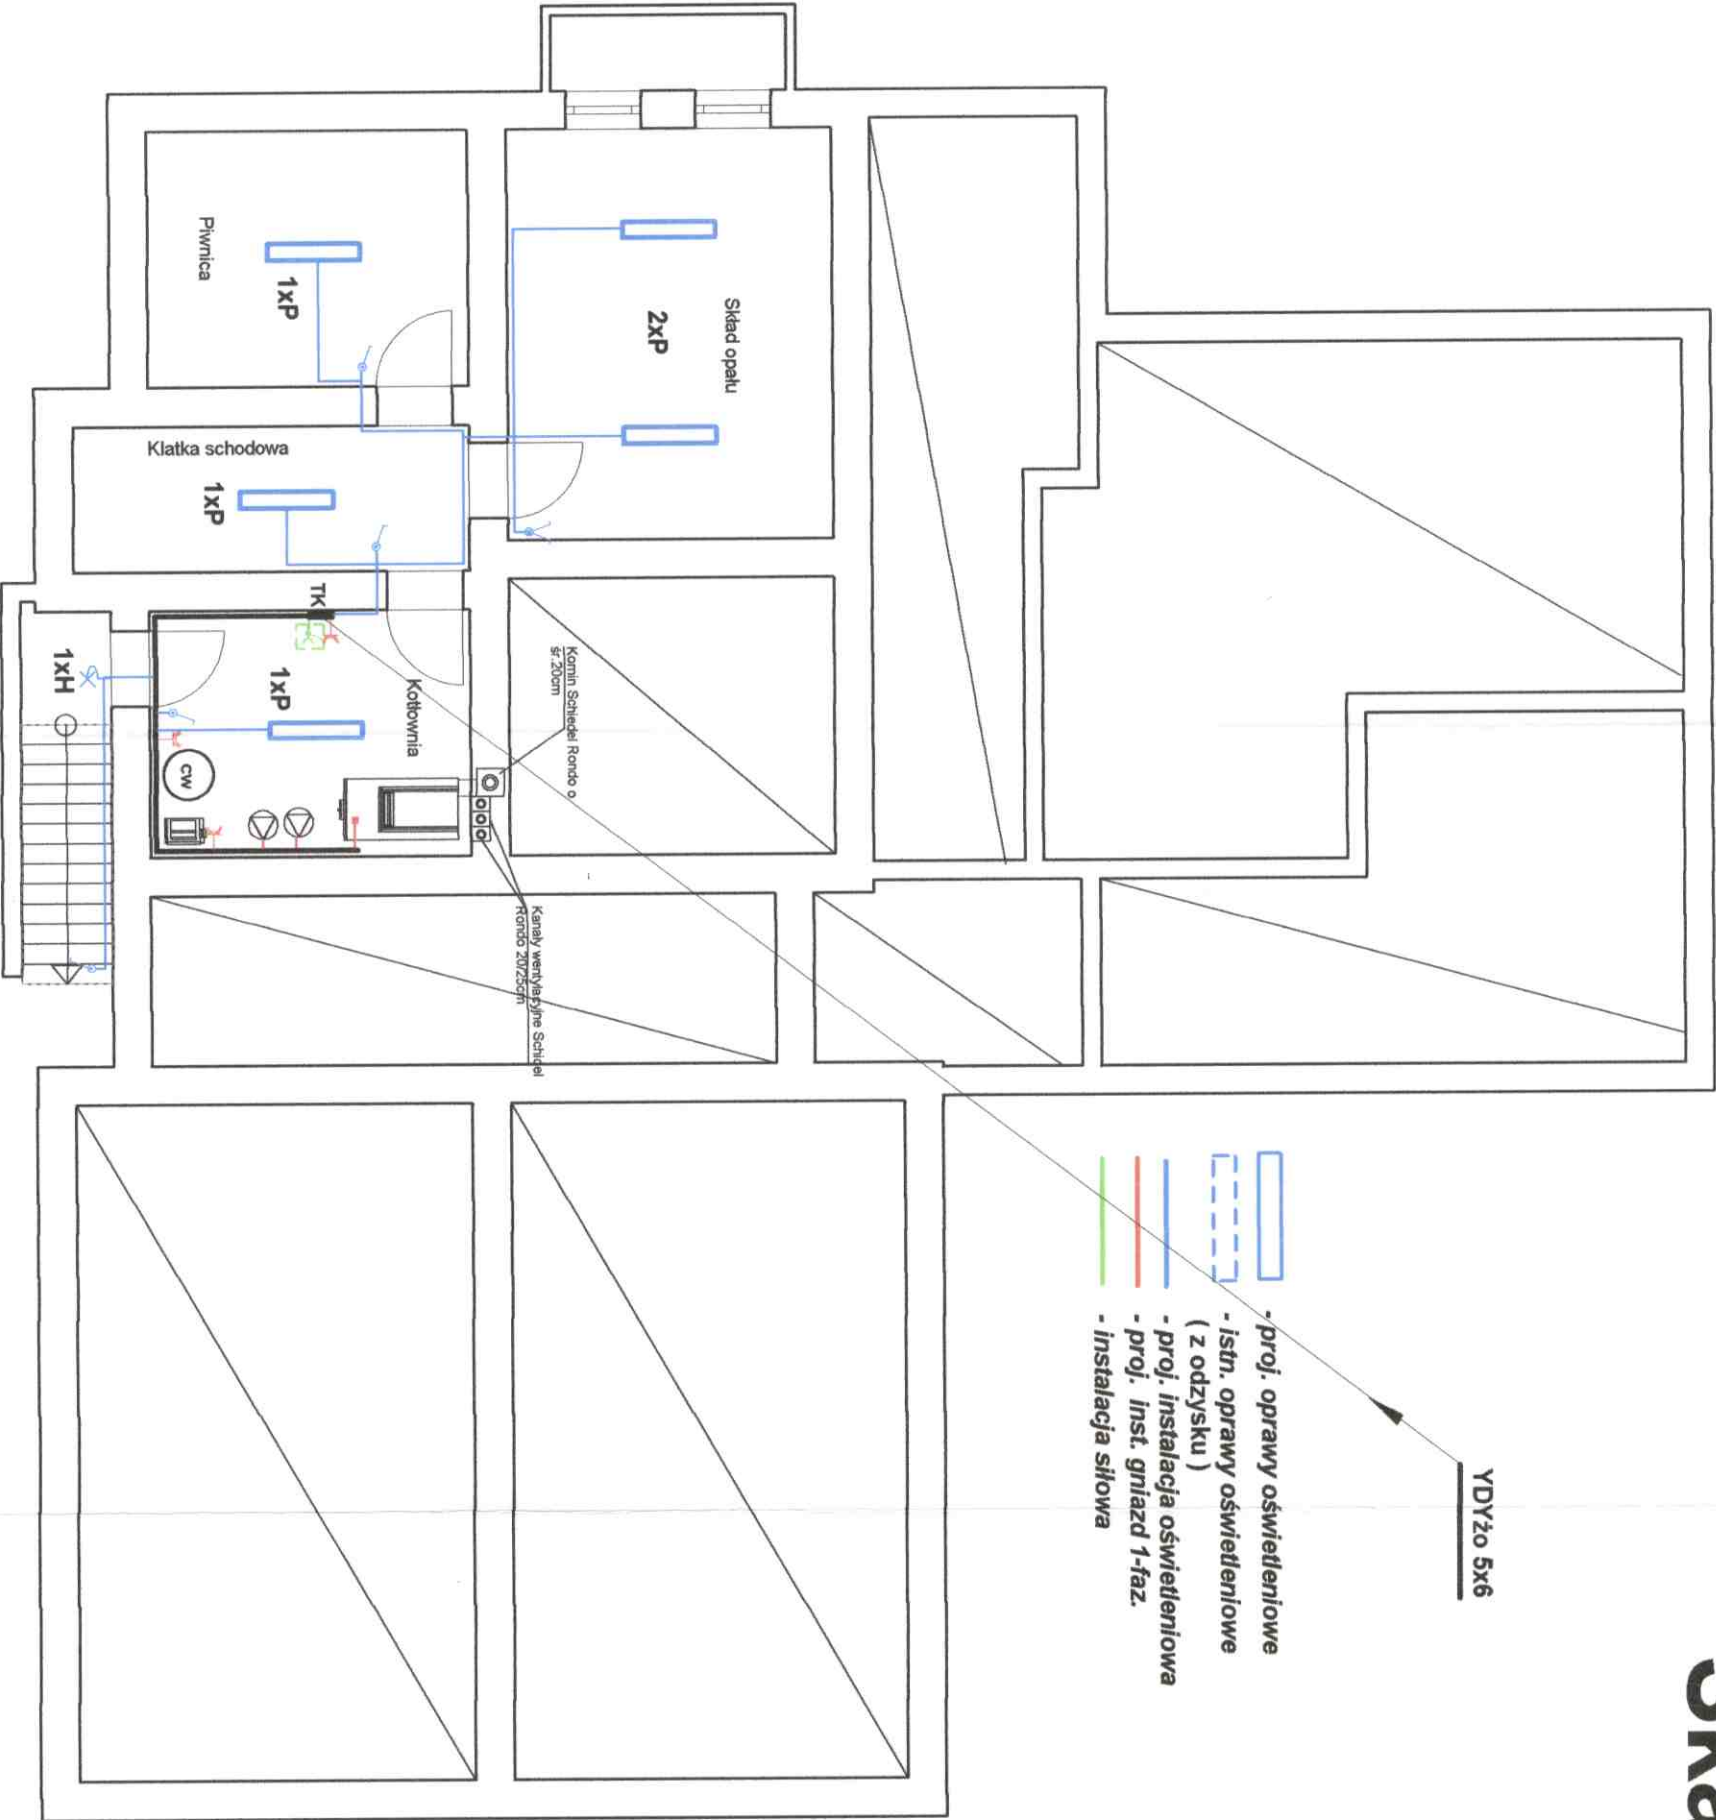 YDYżo 5x6
- proj. oprawy oświetleniowe
- istn. oprawy oświetleniowe
( z odzysku )
- proj. instalacja oświetleniowa
- proj. inst. gniazd 1-faz.
- instalacja siłowa
Skład opału
2xP
Piwnica
1xP
Klatka schodowa
1xP
TK
Kotłownia
1xP
1xH
CW
Komin Schiedel Rondo o
śr.20cm
Kanały wentylacyjne Schiedel
Rondo 20/25cm